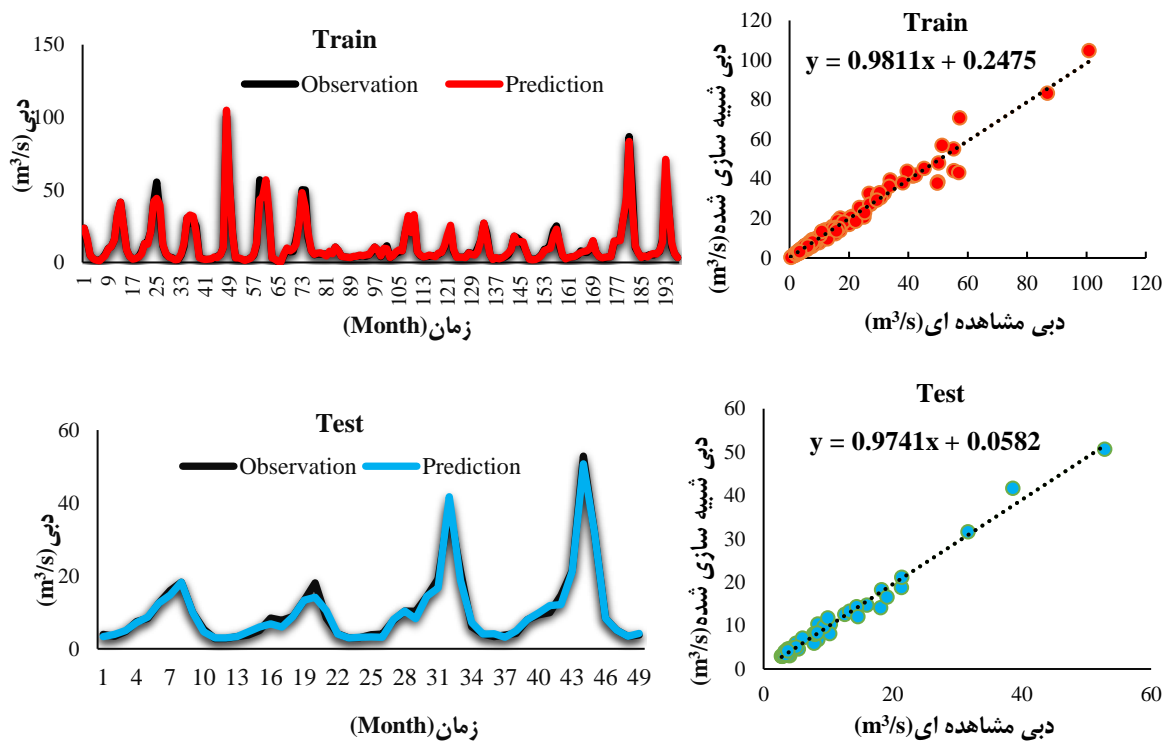 Train
Observation
Prediction
150
100
50
0
دبی(m³/s)
1 9 17 25 33 41 49 57 65 73 81 89 97 105 113 121 129 137 145 153 161 169 177 185 193
زمان(Month)
120
100
80
60
40
20
0
y = 0.9811x + 0.2475
دبی شبیه سازی شده(m³/s)
0 20 40 60 80 100 120
دبی مشاهده ای(m³/s)
Test
Observation
Prediction
60
40
20
0
دبی(m³/s)
1 4 7 10 13 16 19 22 25 28 31 34 37 40 43 46 49
زمان(Month)
Test
60
50
40
30
20
10
0
y = 0.9741x + 0.0582
دبی شبیه سازی شده(m³/s)
0 20 40 60
دبی مشاهده ای(m³/s)